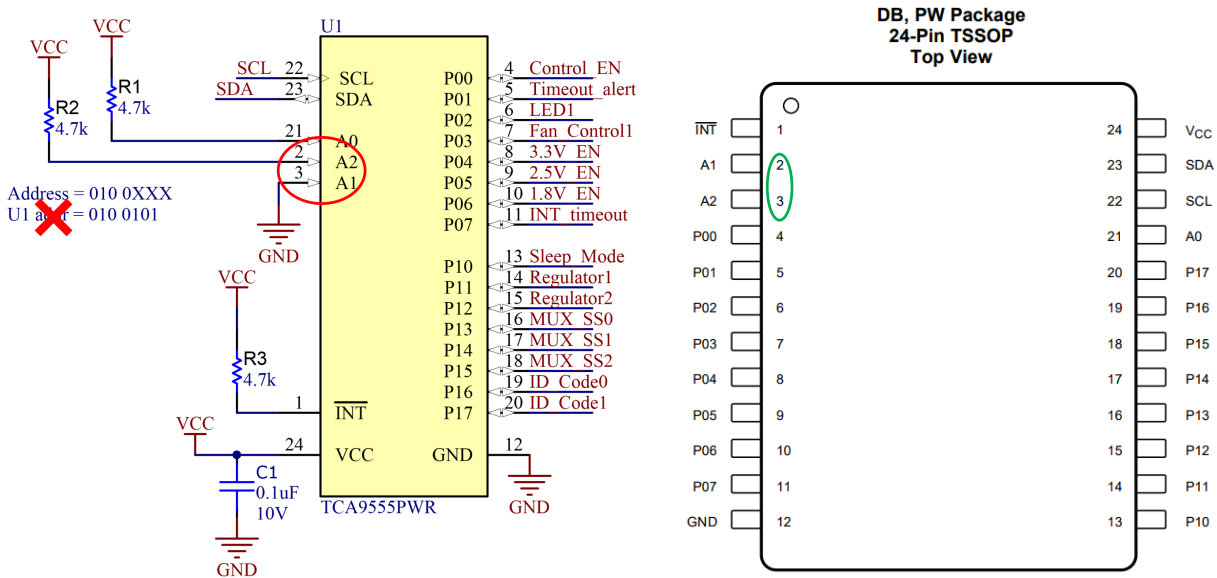 VCC
VCC
R1
4.7k
R2
4.7k
Address = 010 0XXX
U1 addr = 010 0101
GND
VCC
R3
4.7k
VCC
C1
0.1uF
10V
GND
U1
SCL 22 SCL
SDA 23 SDA
21 A0
2 A2
3 A1
1 INT
24 VCC
P00 4 Control_EN
P01 5 Timeout_alert
P02 6 LED1
P03 7 Fan_Control1
P04 8 3.3V_EN
P05 9 2.5V_EN
P06 10 1.8V_EN
P07 11 INT_timeout
P10 13 Sleep_Mode
P11 14 Regulator1
P12 15 Regulator2
P13 16 MUX_SS0
P14 17 MUX_SS1
P15 18 MUX_SS2
P16 19 ID_Code0
P17 20 ID_Code1
GND 12
GND
TCA9555PWR
DB, PW Package
24-Pin TSSOP
Top View
INT 1 24 VCC
A1 2 23 SDA
A2 3 22 SCL
P00 4 21 A0
P01 5 20 P17
P02 6 19 P16
P03 7 18 P15
P04 8 17 P14
P05 9 16 P13
P06 10 15 P12
P07 11 14 P11
GND 12 13 P10